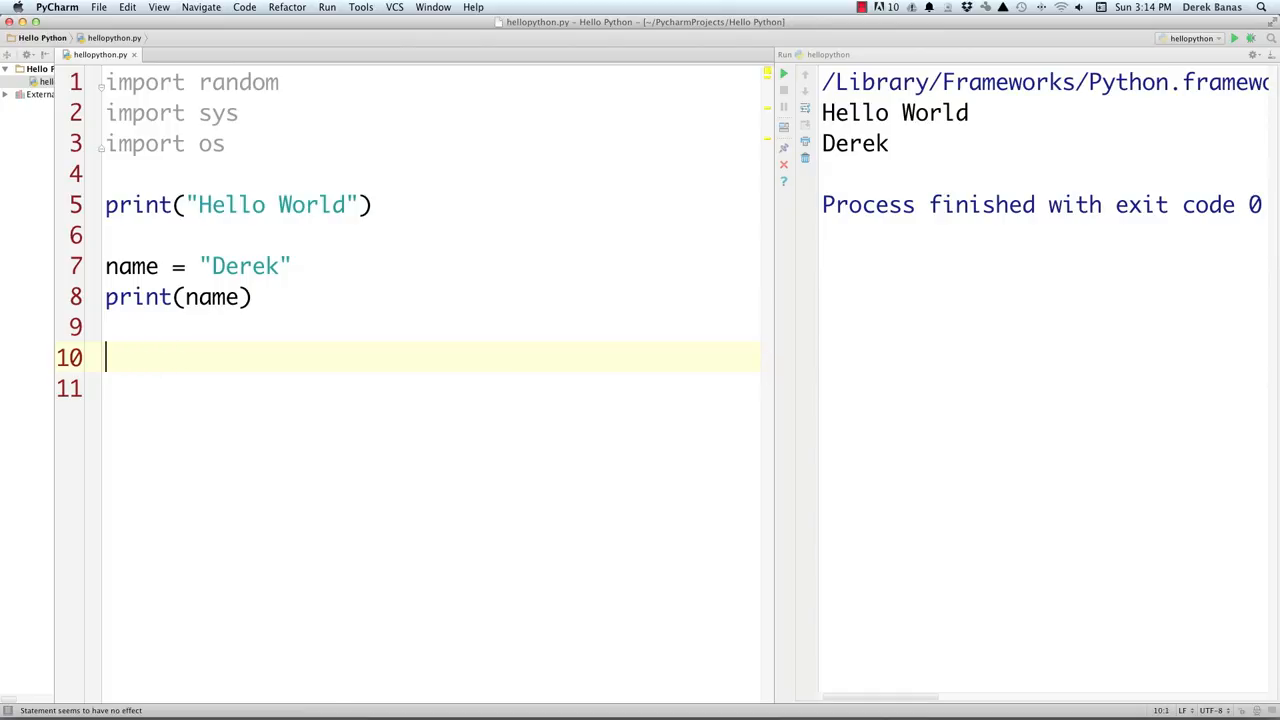 PyCharm File Edit View Navigate Code Refactor Run Tools VCS Window Help 10 Sun 3:14 PM Derek Banas
hellopython.py – Hello Python – [~/PycharmProjects/Hello Python]
Hello Python hellopython.py hellopython
hellopython.py × Run hellopython
Hello P
hell
Extern
1 import random
2 import sys
3 import os
4
5 print("Hello World")
6
7 name = "Derek"
8 print(name)
9
10
11
/Library/Frameworks/Python.framewo
Hello World
Derek
Process finished with exit code 0
Statement seems to have no effect 10:1 LF UTF-8